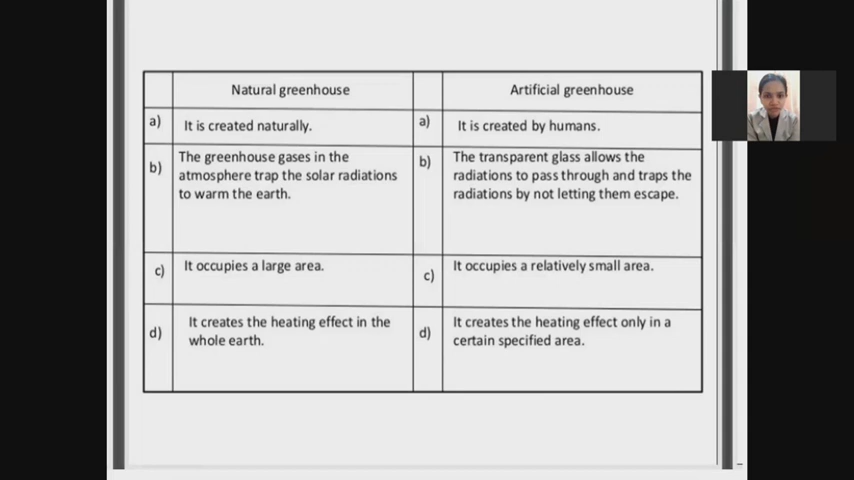 Natural greenhouse
Artificial greenhouse
a)
It is created naturally.
a)
It is created by humans.
b)
The greenhouse gases in the
atmosphere trap the solar radiations
to warm the earth.
b)
The transparent glass allows the
radiations to pass through and traps the
radiations by not letting them escape.
c)
It occupies a large area.
c)
It occupies a relatively small area.
d)
It creates the heating effect in the
whole earth.
d)
It creates the heating effect only in a
certain specified area.